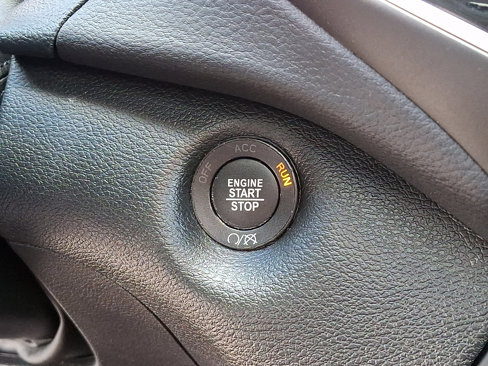 OFF
ACC
RUN
ENGINE
START
STOP